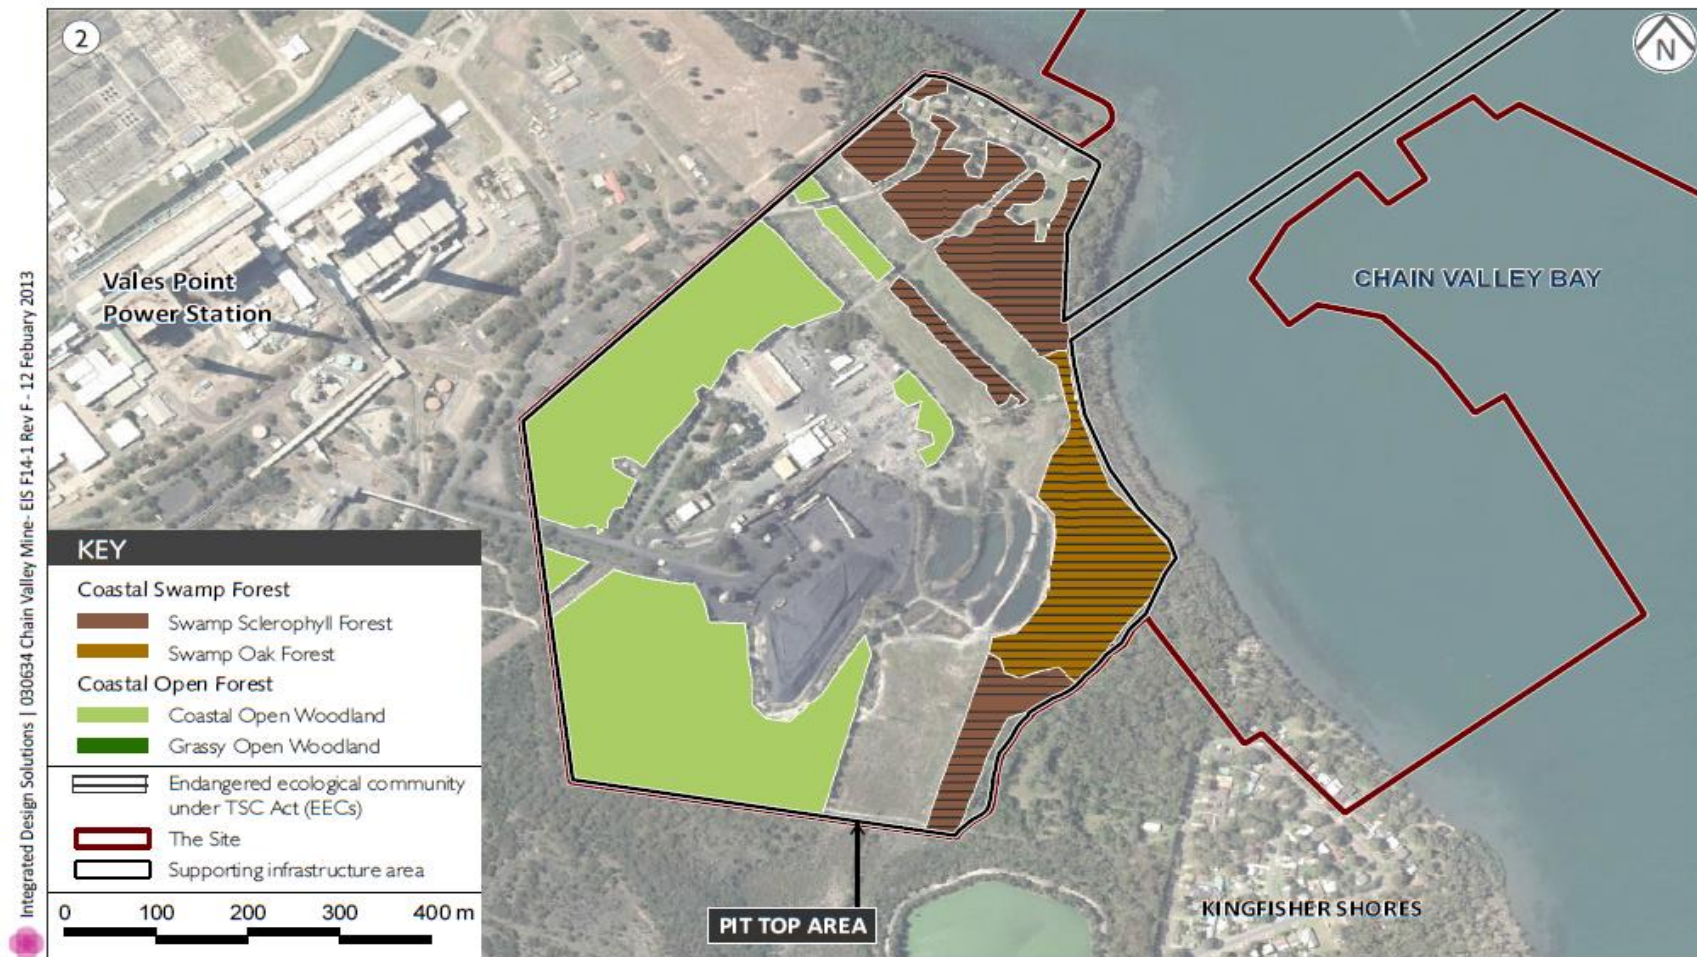 2
N
Vales Point
Power Station
CHAIN VALLEY BAY
Integrated Design Solutions | 030634 Chain Valley Mine- EIS F14-1 Rev F - 12 Febuary 2013
KEY
Coastal Swamp Forest
Swamp Sclerophyll Forest
Swamp Oak Forest
Coastal Open Forest
Coastal Open Woodland
Grassy Open Woodland
Endangered ecological community
under TSC Act (EECs)
The Site
Supporting infrastructure area
0 100 200 300 400 m
PIT TOP AREA
KINGFISHER SHORES